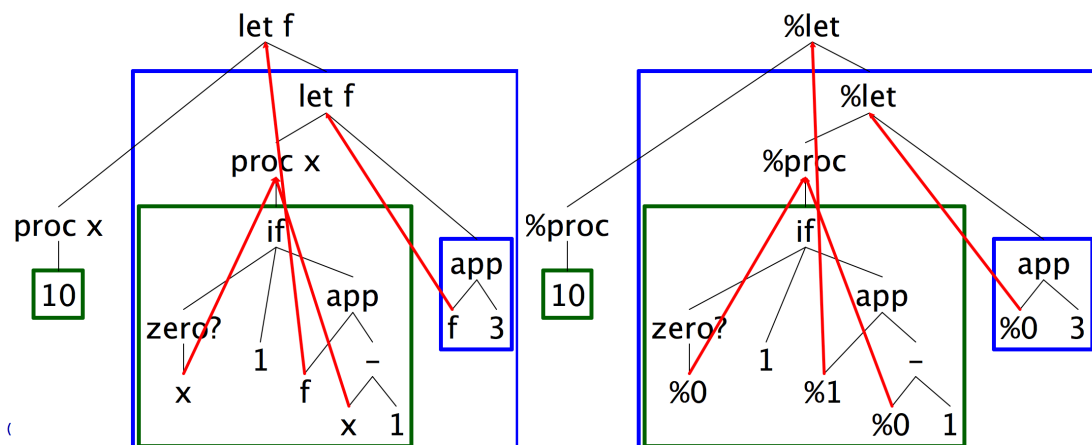 let f %let
let f %let
proc x %proc
proc x if %proc if
app app
10 app 10 app
zero? 1 f 3 zero? 1 %0 3
– –
x f %0 %1
x 1 %0 1
(